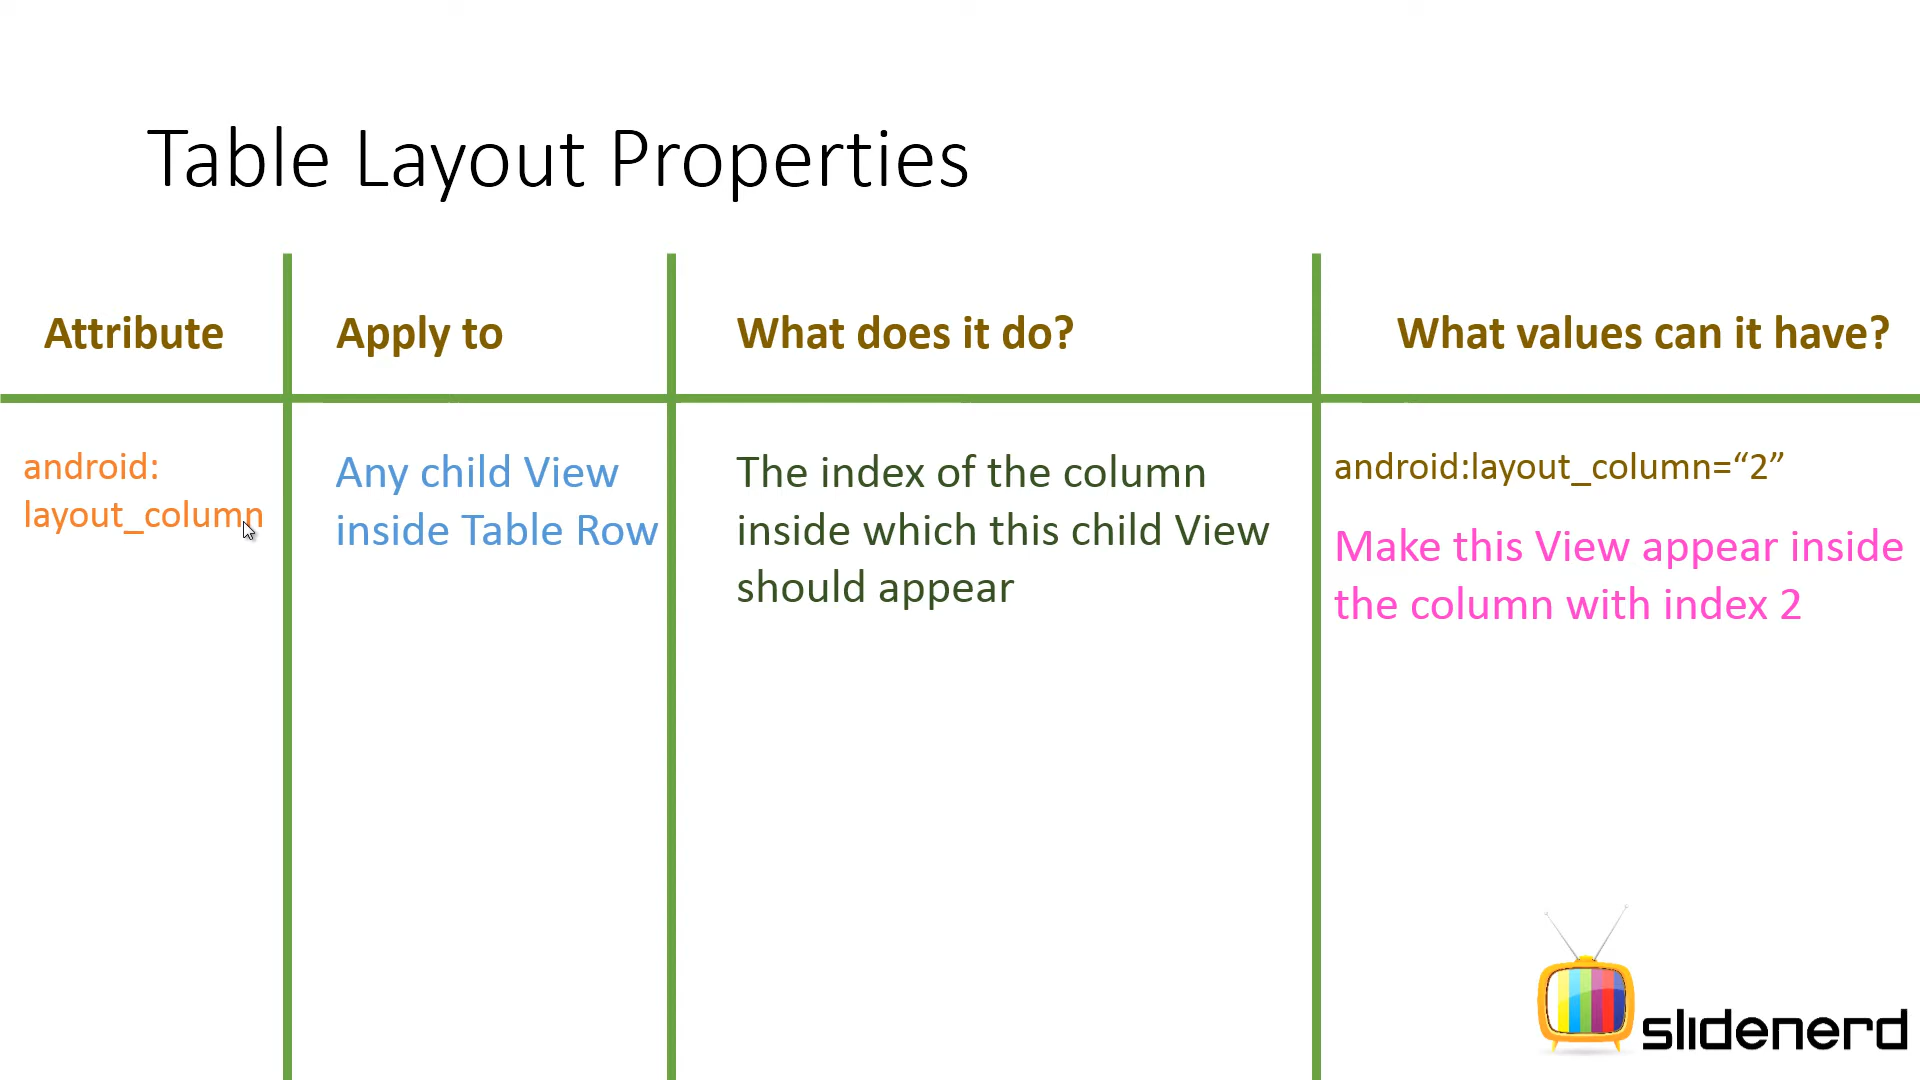 Table Layout Properties
Attribute
Apply to
What does it do?
What values can it have?
android:
layout_column
Any child View
inside Table Row
The index of the column
inside which this child View
should appear
android:layout_column=“2”
Make this View appear inside
the column with index 2
slidenerd